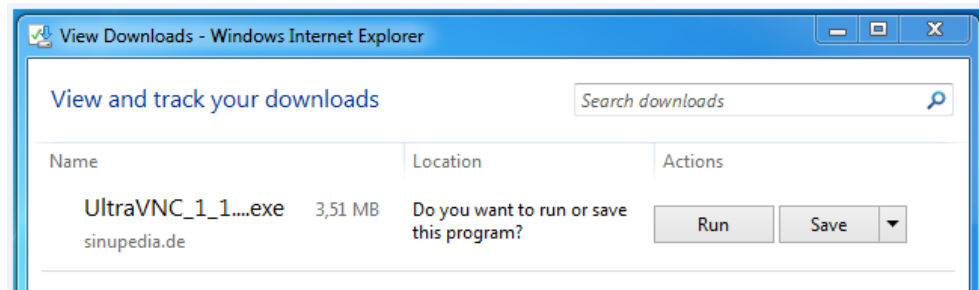 View Downloads - Windows Internet Explorer
View and track your downloads
Search downloads
Name
Location
Actions
UltraVNC_1_1....exe
3,51 MB
sinupedia.de
Do you want to run or save
this program?
Run
Save